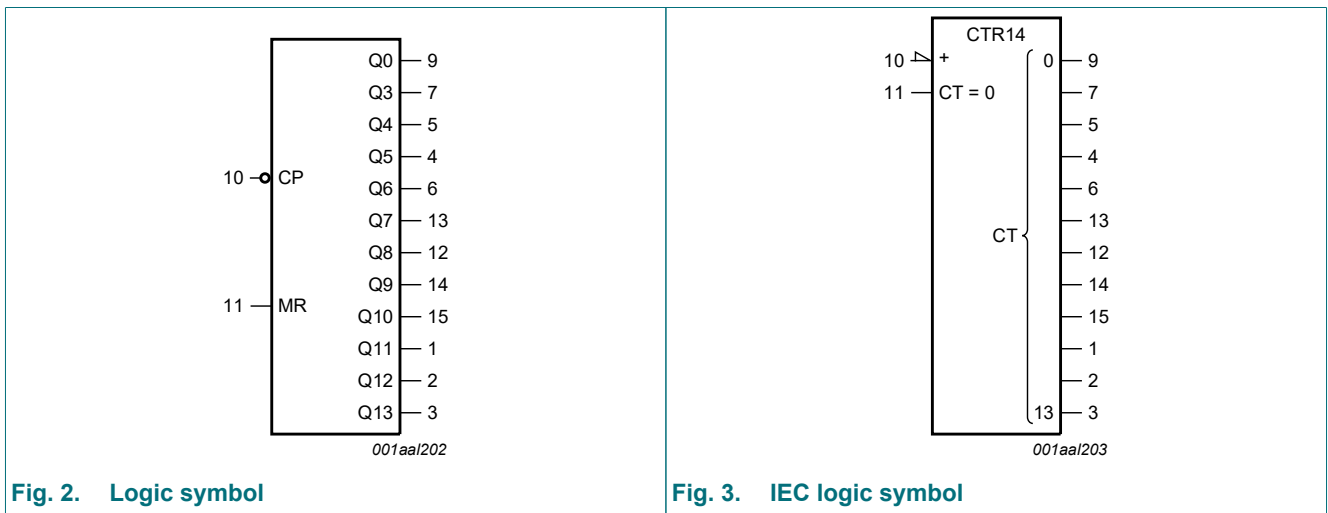 Q0 9
Q3 7
Q4 5
Q5 4
10 CP
Q6 6
Q7 13
Q8 12
Q9 14
11 MR
Q10 15
Q11 1
Q12 2
Q13 3
001aal202
Fig. 2. Logic symbol
CTR14
10 + 0 9
11 CT = 0 7
5
4
6
13
CT
12
14
15
1
2
13 3
001aal203
Fig. 3. IEC logic symbol